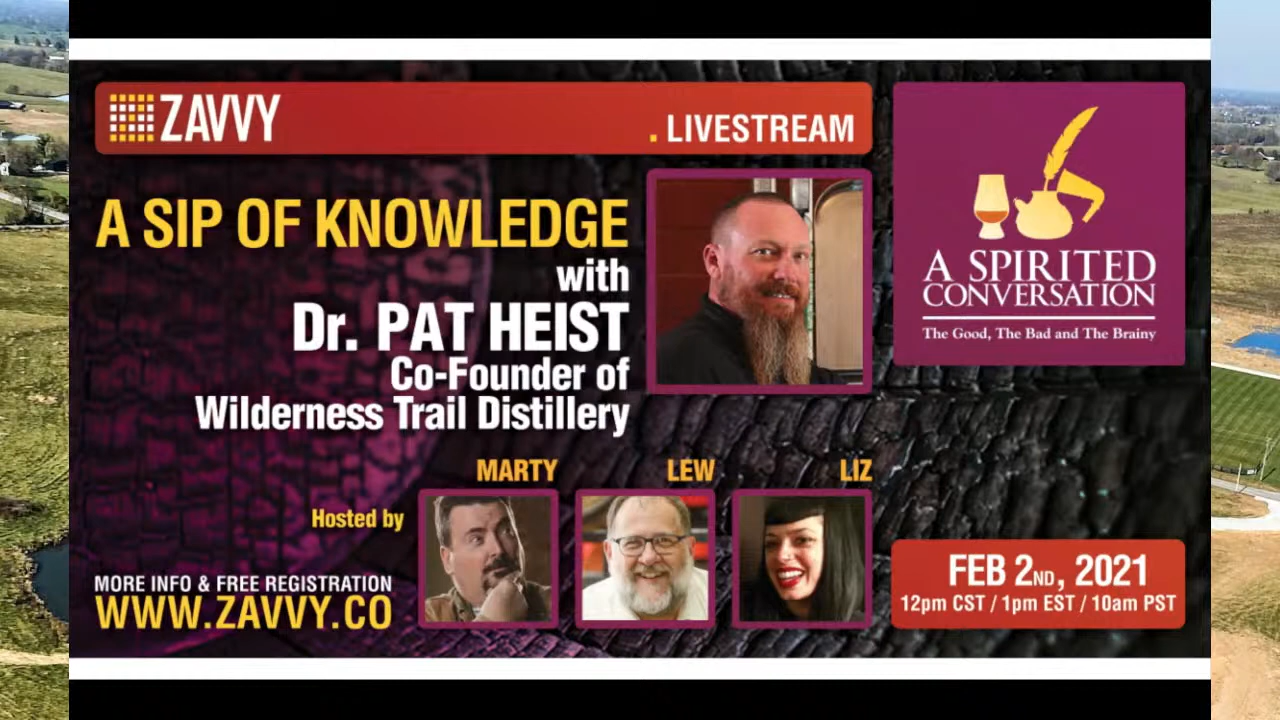 ZAVVY
. LIVESTREAM
A SIP OF KNOWLEDGE
with
Dr. PAT HEIST
Co-Founder of
Wilderness Trail Distillery
A SPIRITED
CONVERSATION
The Good, The Bad and The Brainy
MARTY
LEW
LIZ
Hosted by
MORE INFO & FREE REGISTRATION
WWW.ZAVVY.CO
FEB 2ND, 2021
12pm CST / 1pm EST / 10am PST